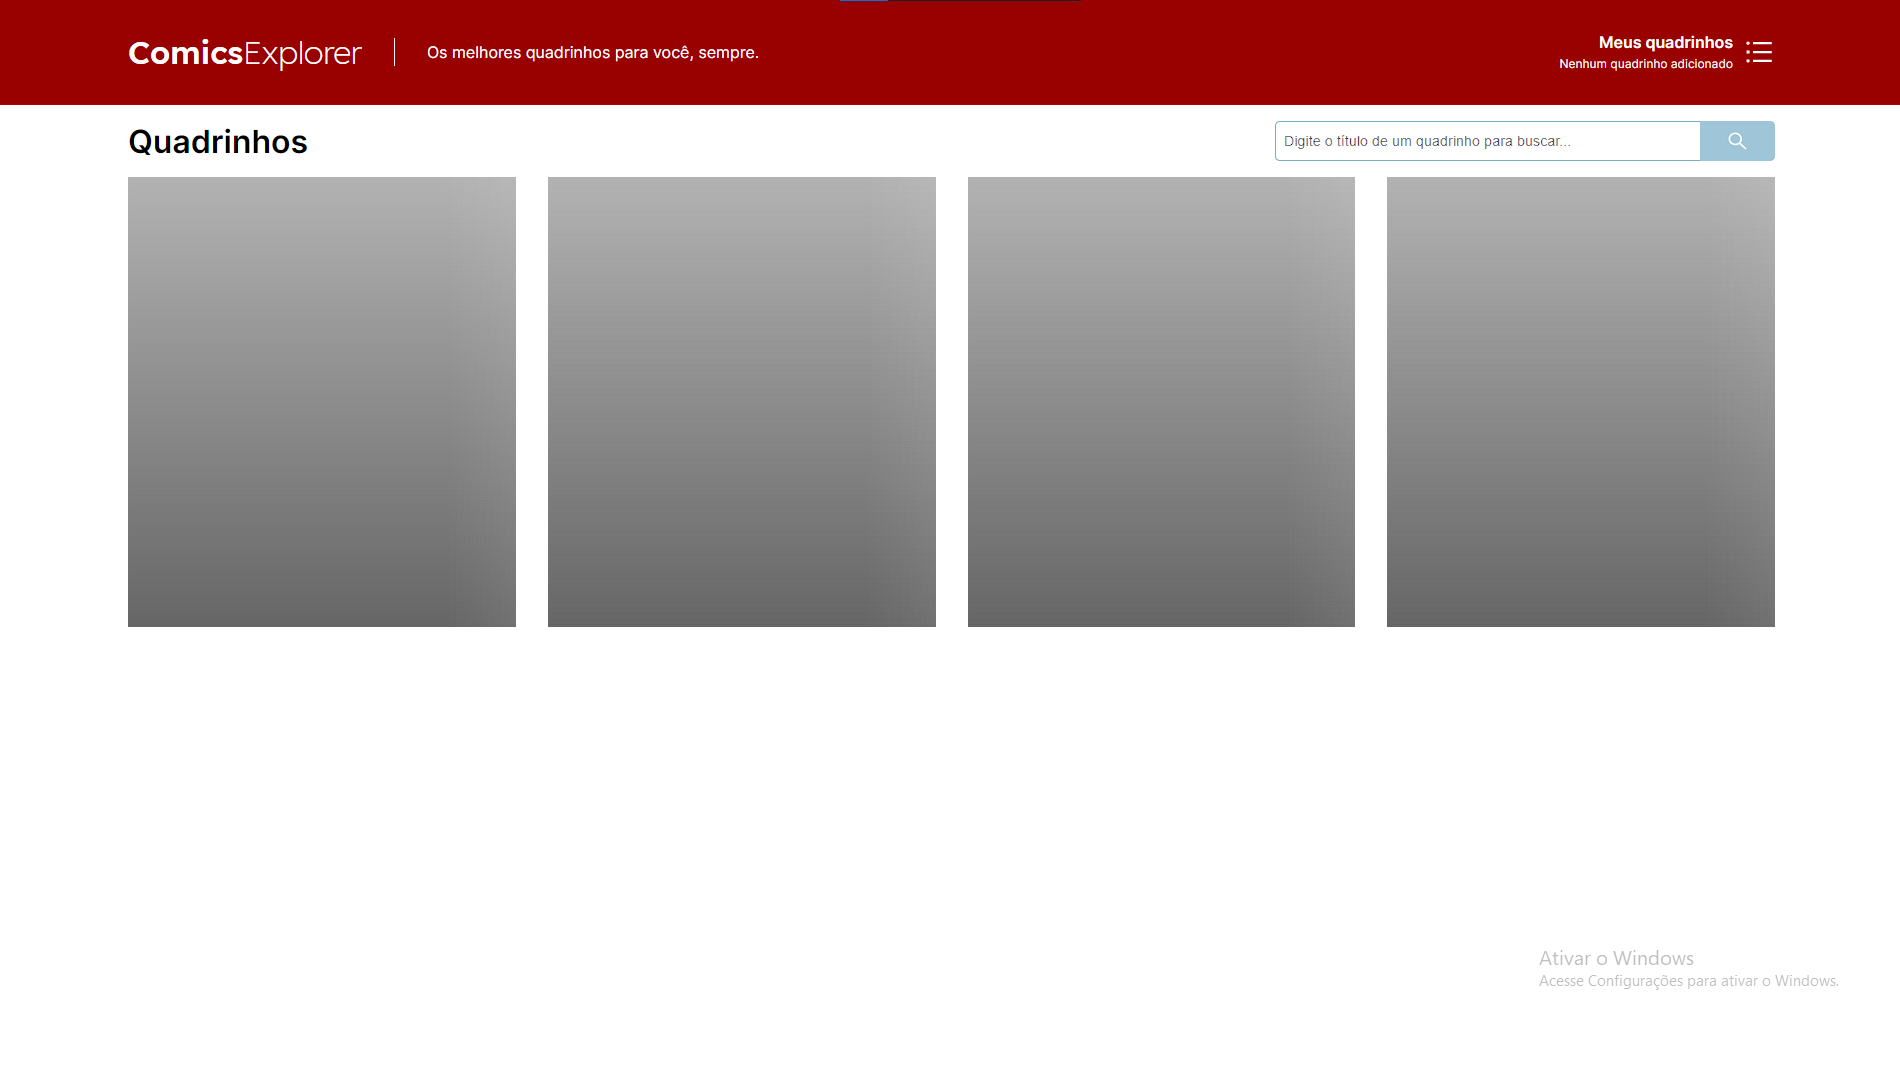 ComicsExplorer
Os melhores quadrinhos para você, sempre.
Meus quadrinhos
Nenhum quadrinho adicionado
Quadrinhos
Digite o título de um quadrinho para buscar...
Ativar o Windows
Acesse Configurações para ativar o Windows.